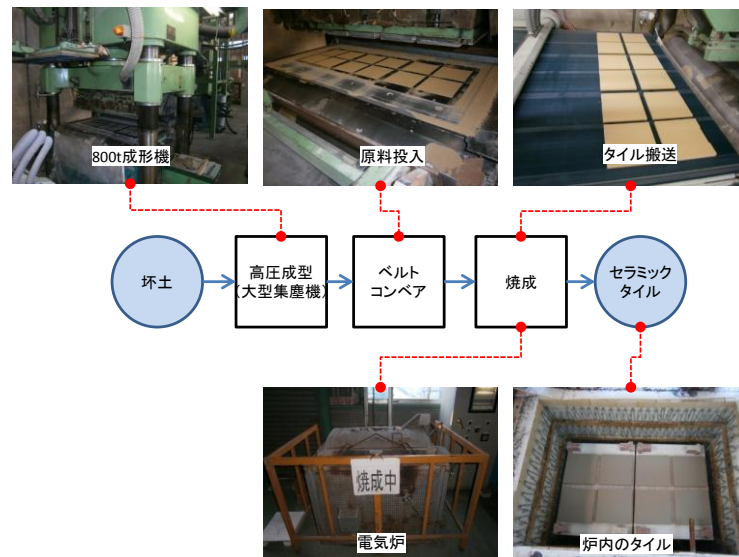 800t成形機
原料投入
タイル搬送
坏土
高圧成型
(大型集塵機)
ベルト
コンベア
焼成
セラミック
タイル
焼成中
電気炉
炉内のタイル